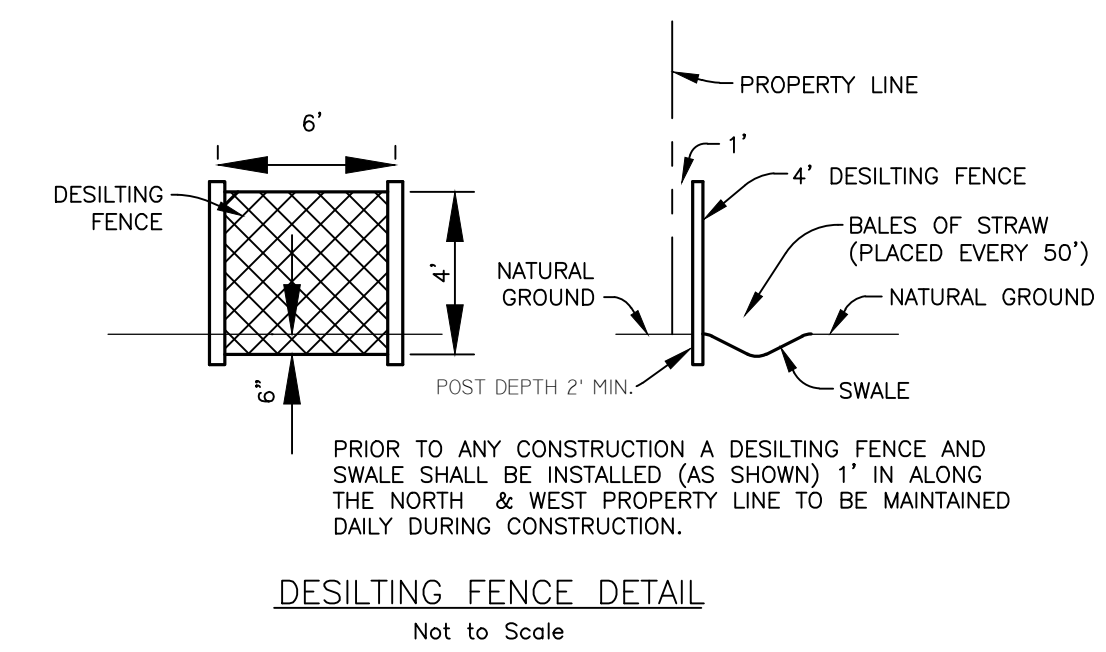 PROPERTY LINE
6'
1'
DESILTING
FENCE
4' DESILTING FENCE
BALES OF STRAW
(PLACED EVERY 50')
4'
NATURAL
GROUND
NATURAL GROUND
6"
POST DEPTH 2' MIN.
SWALE
PRIOR TO ANY CONSTRUCTION A DESILTING FENCE AND
SWALE SHALL BE INSTALLED (AS SHOWN) 1' IN ALONG
THE NORTH & WEST PROPERTY LINE TO BE MAINTAINED
DAILY DURING CONSTRUCTION.
DESILTING FENCE DETAIL
Not to Scale